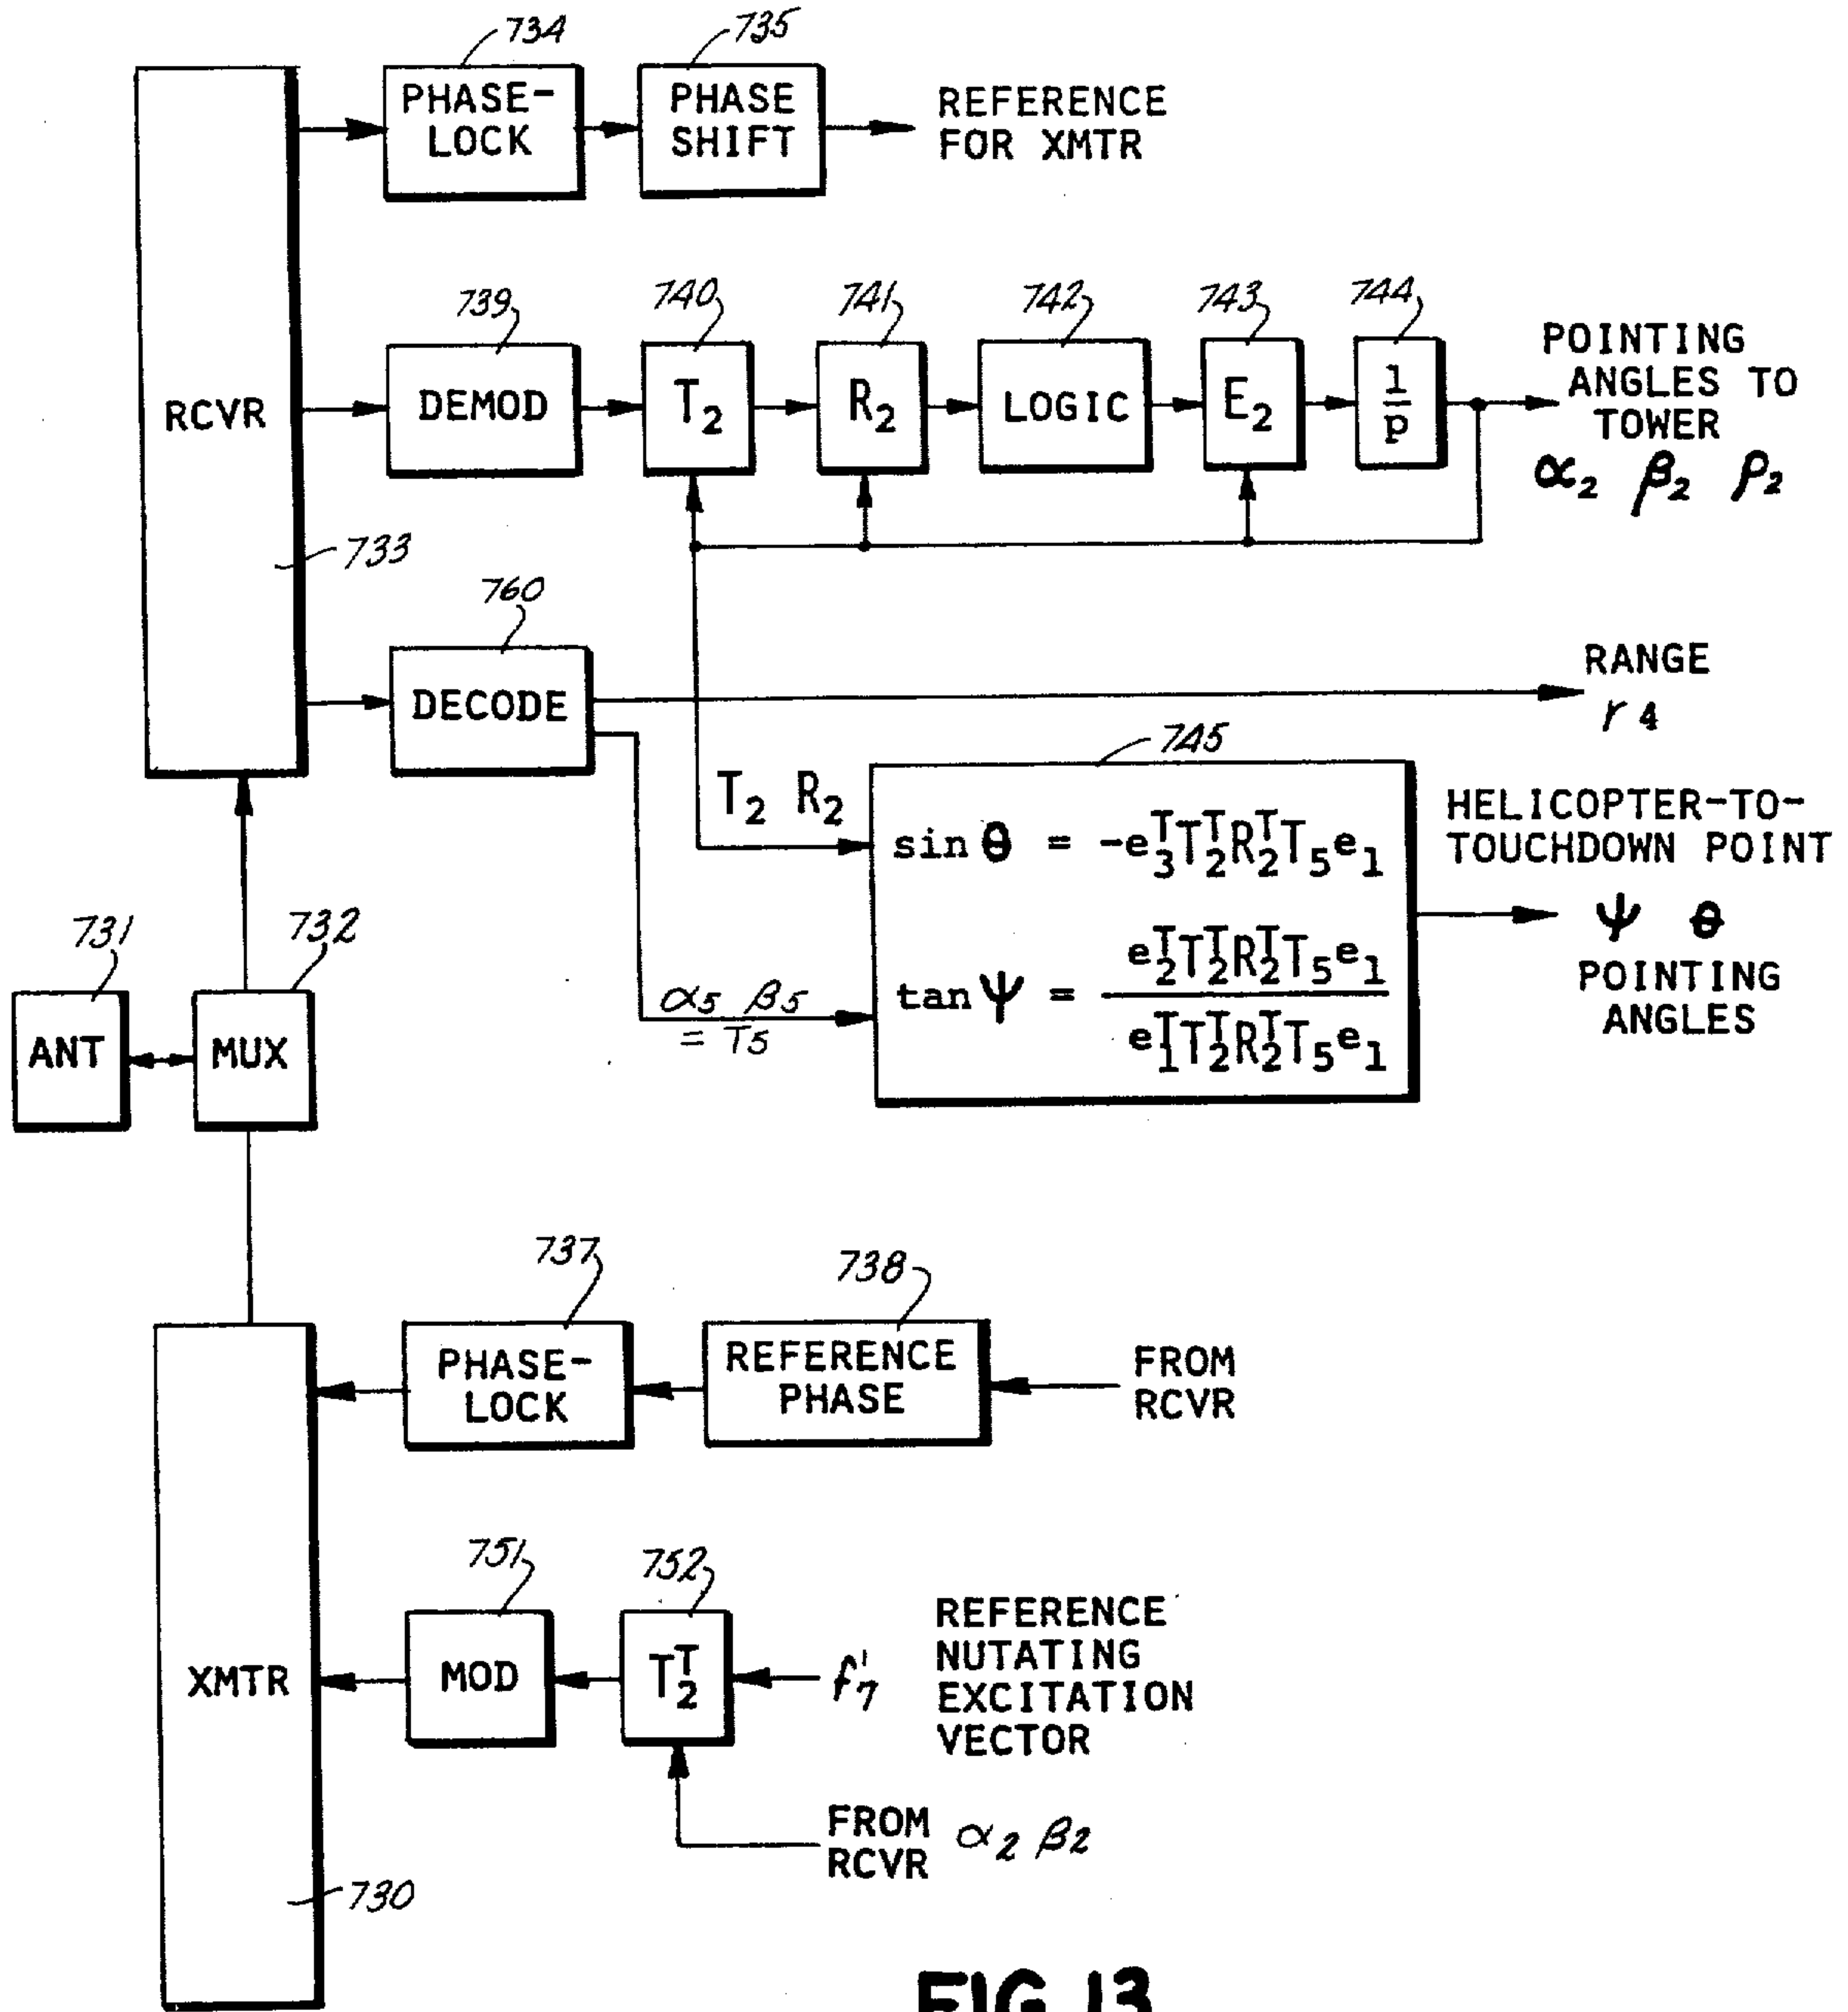 734
735
PHASE-
LOCK
PHASE
SHIFT
REFERENCE
FOR XMTR
RCVR
733
739
740
741
742
743
744
DEMOD
T₂
R₂
LOGIC
E₂
1
p
POINTING
ANGLES TO
TOWER
α₂ β₂ ρ₂
760
DECODE
RANGE
r4
745
T₂ R₂
sin θ = -e₃ᵀT₂ᵀR₂ᵀT₅e₁
tan ψ = e₂ᵀT₂ᵀR₂ᵀT₅e₁
e₁ᵀT₂ᵀR₂ᵀT₅e₁
α₅ β₅
= T₅
HELICOPTER-TO-
TOUCHDOWN POINT
ψ θ
POINTING
ANGLES
731
732
ANT
MUX
737
738
PHASE-
LOCK
REFERENCE
PHASE
FROM
RCVR
751
752
XMTR
MOD
T₂ᵀ
f'₇
REFERENCE
NUTATING
EXCITATION
VECTOR
FROM
RCVR
α₂ β₂
730
FIG 13